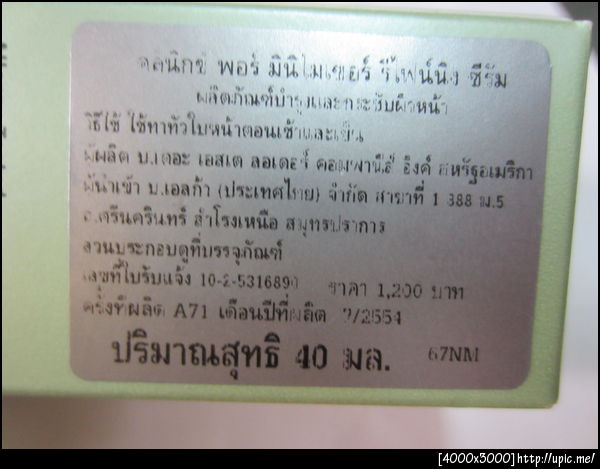 คลีนิกซ์ พอร์ มินิไมเซอร์ รีไฟน์นิ่ง ซีรั่ม
ผลิตภัณฑ์บำรุงและกระชับผิวหน้า
วิธีใช้ ใช้ทาทั่วใบหน้าตอนเช้าและเย็น
ผู้ผลิต บ.เดอะ เอสเต ลอเดอร์ คอมพานีส์ อิงค์ สหรัฐอเมริกา
ผู้นำเข้า บ.เอลก้า (ประเทศไทย) จำกัด สาขาที่ 1 888 ม.5
ถ.ศรีนครินทร์ สำโรงเหนือ สมุทรปราการ
ส่วนประกอบดูที่บรรจุภัณฑ์
เลขที่ใบรับแจ้ง 10-2-5316890 ราคา 1,200 บาท
ครั้งที่ผลิต A71 เดือนปีที่ผลิต /2554
ปริมาณสุทธิ 40 มล. 67NM
[4000x3000]http://upic.me/